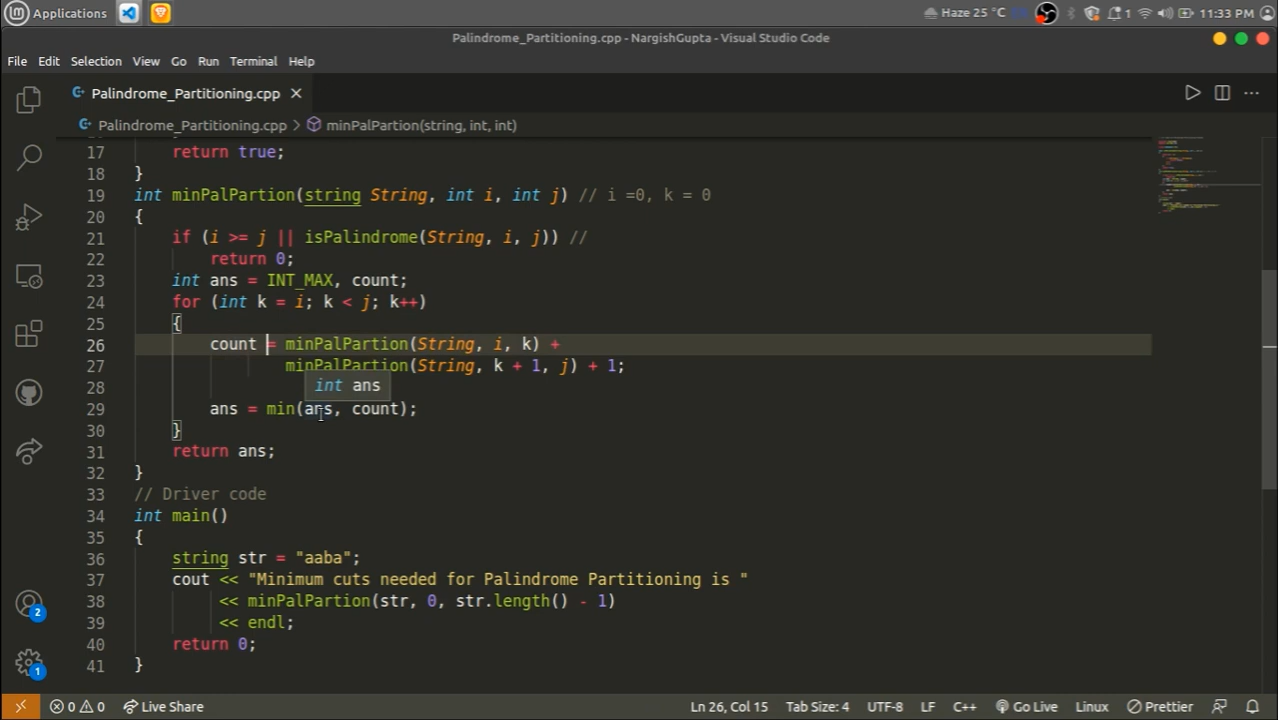 Applications
Haze 25 °C 1 11:33 PM
Palindrome_Partitioning.cpp - NargishGupta - Visual Studio Code
File Edit Selection View Go Run Terminal Help
Palindrome_Partitioning.cpp
Palindrome_Partitioning.cpp > minPalPartion(string, int, int)
17 return true;
18 }
19 int minPalPartion(string String, int i, int j) // i =0, k = 0
20 {
21 if (i >= j || isPalindrome(String, i, j)) //
22 return 0;
23 int ans = INT_MAX, count;
24 for (int k = i; k < j; k++)
25 {
26 count = minPalPartion(String, i, k) +
27 minPalPartion(String, k + 1, j) + 1;
int ans
28
29 ans = min(ans, count);
30 }
31 return ans;
32 }
33 // Driver code
34 int main()
35 {
36 string str = "aaba";
37 cout << "Minimum cuts needed for Palindrome Partitioning is "
38 << minPalPartion(str, 0, str.length() - 1)
39 << endl;
40 return 0;
41 }
2
1
0 0 Live Share Ln 26, Col 15 Tab Size: 4 UTF-8 LF C++ Go Live Linux Prettier